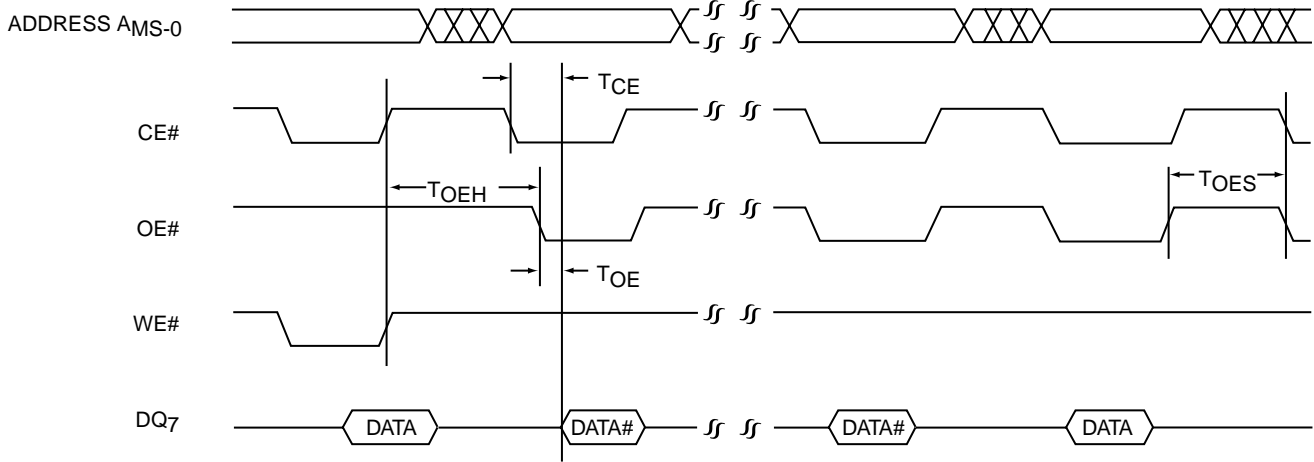 ADDRESS AMS-0
TCE
CE#
TOEH
TOES
OE#
TOE
WE#
DQ7
DATA
DATA#
DATA#
DATA